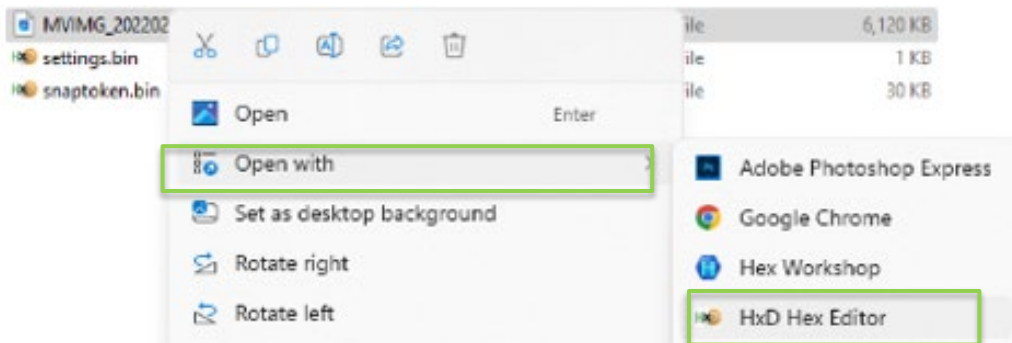 MVIMG_202202 ile 6,120 KB
settings.bin ile 1 KB
snaptoken.bin ile 30 KB
Open Enter
Open with
Adobe Photoshop Express
Set as desktop background
Google Chrome
Rotate right
Hex Workshop
Rotate left
HxD Hex Editor